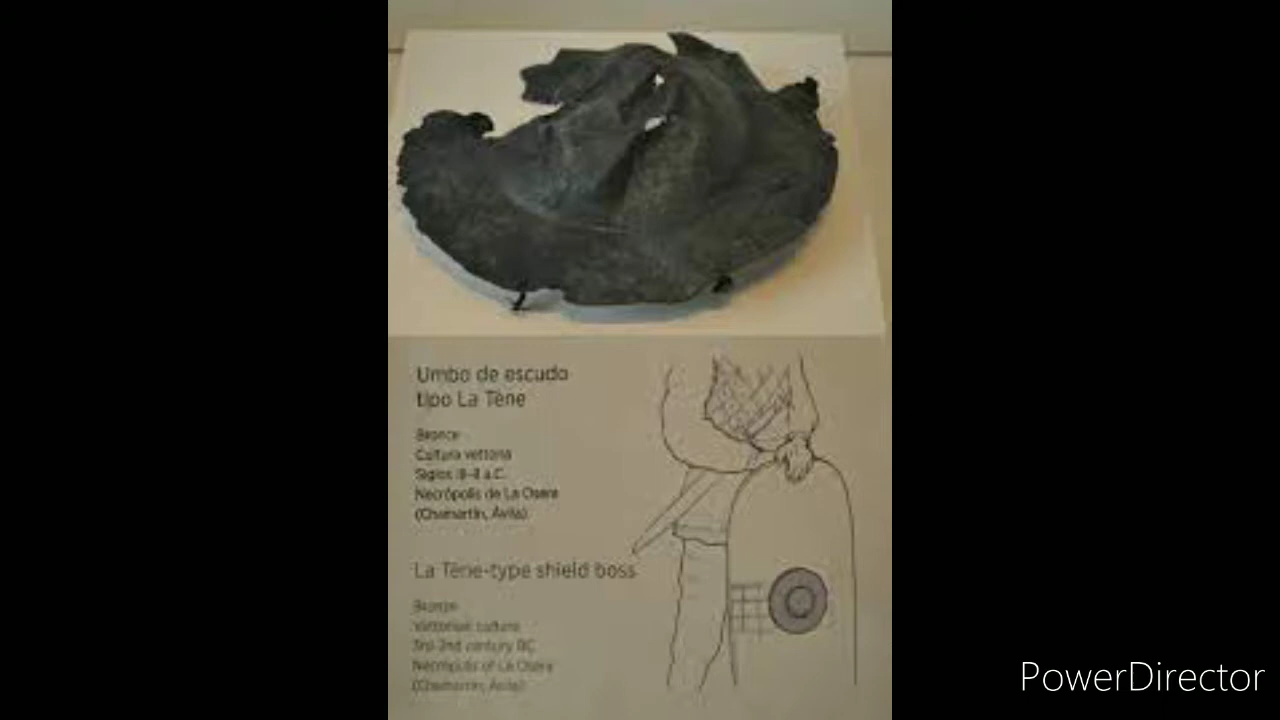 Umbo de escudo
tipo La Tène
Bronce
Cultura vettona
Siglos III-II a.C.
Necrópolis de La Osera
(Chamartín, Ávila)
La Tène-type shield boss
Bronze
Vettonian culture
3rd-2nd century BC
Necropolis of La Osera
(Chamartín, Ávila)
PowerDirector